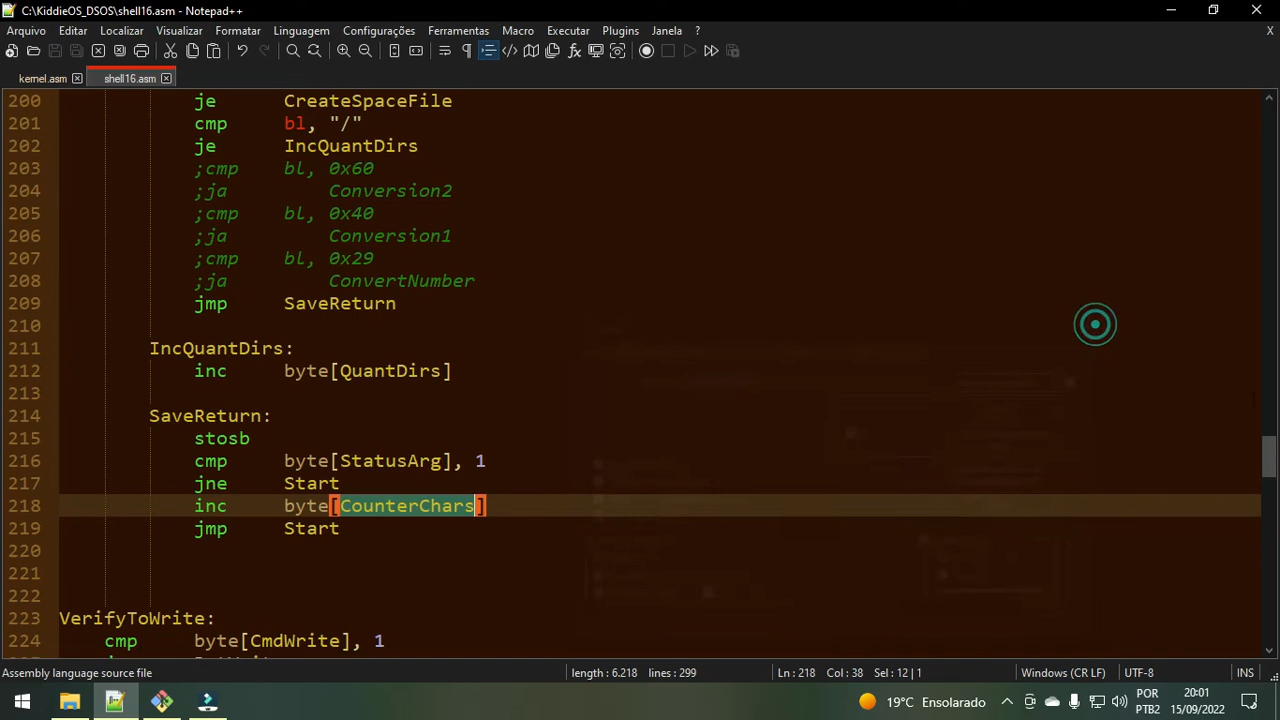 C:\KiddieOS_DSOS\shell16.asm - Notepad++
Arquivo Editar Localizar Visualizar Formatar Linguagem Configurações Ferramentas Macro Executar Plugins Janela ? X
kernel.asm shell16.asm
200 je CreateSpaceFile
201 cmp bl, "/"
202 je IncQuantDirs
203 ;cmp bl, 0x60
204 ;ja Conversion2
205 ;cmp bl, 0x40
206 ;ja Conversion1
207 ;cmp bl, 0x29
208 ;ja ConvertNumber
209 jmp SaveReturn
210
211 IncQuantDirs:
212 inc byte[QuantDirs]
213
214 SaveReturn:
215 stosb
216 cmp byte[StatusArg], 1
217 jne Start
218 inc byte[CounterChars]
219 jmp Start
220
221
222
223 VerifyToWrite:
224 cmp byte[CmdWrite], 1
Assembly language source file length: 6.218 lines: 299 Ln: 218 Col: 38 Sel: 12 | 1 Windows (CR LF) UTF-8 INS
19°C Ensolarado POR PTB2 20:01 15/09/2022